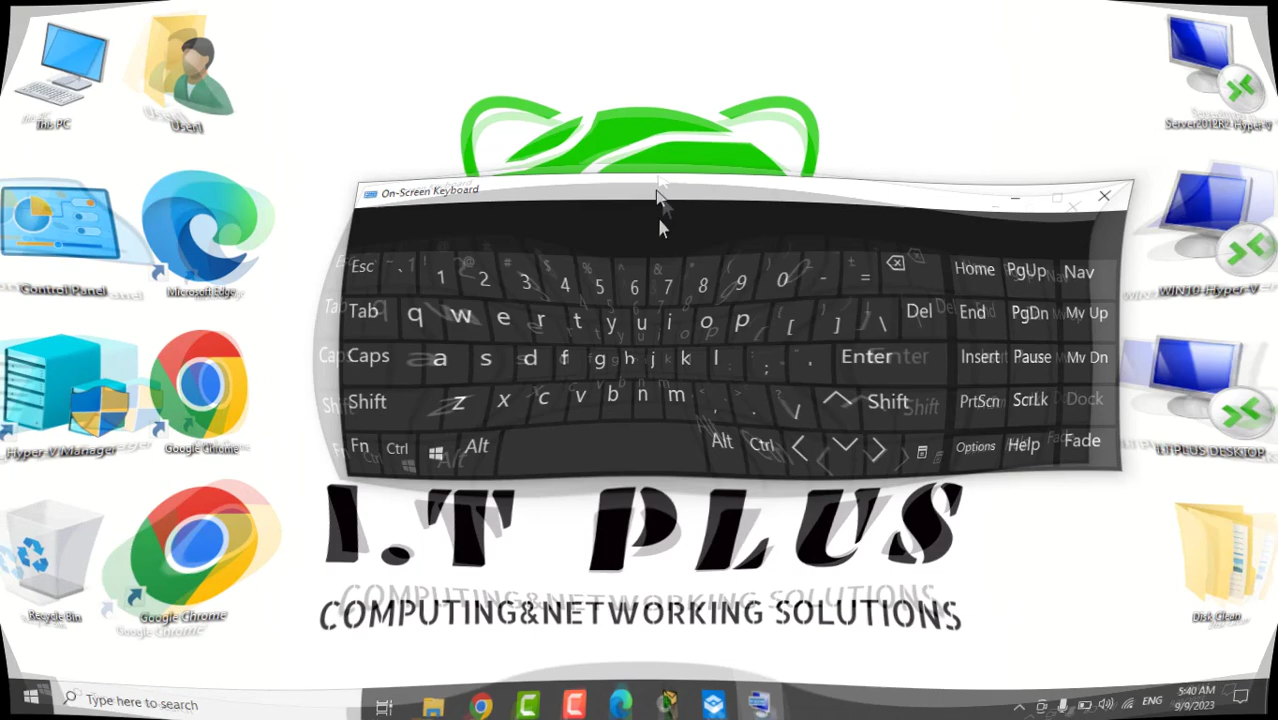 This PC
User1
Server2012R2-Hyper-V
On-Screen Keyboard
Esc ` 1 2 3 4 5 6 7 8 9 0 - = Home PgUp Nav
Tab q w e r t y u i o p [ ] \ Del End PgDn Mv Up
Caps a s d f g h j k l ; ' Enter Insert Pause Mv Dn
Shift z x c v b n m , . / Shift PrtScn ScrLk Dock
Fn Ctrl Alt Alt Ctrl Options Help Fade
Control Panel
Microsoft Edge
WIN10-Hyper-V
Hyper-V Manager
Google Chrome
I.T PLUS DESKTOP
I.T PLUS
COMPUTING&NETWORKING SOLUTIONS
Recycle Bin
Google Chrome
Disk Clean
Type here to search
ENG
5:40 AM
9/9/2023